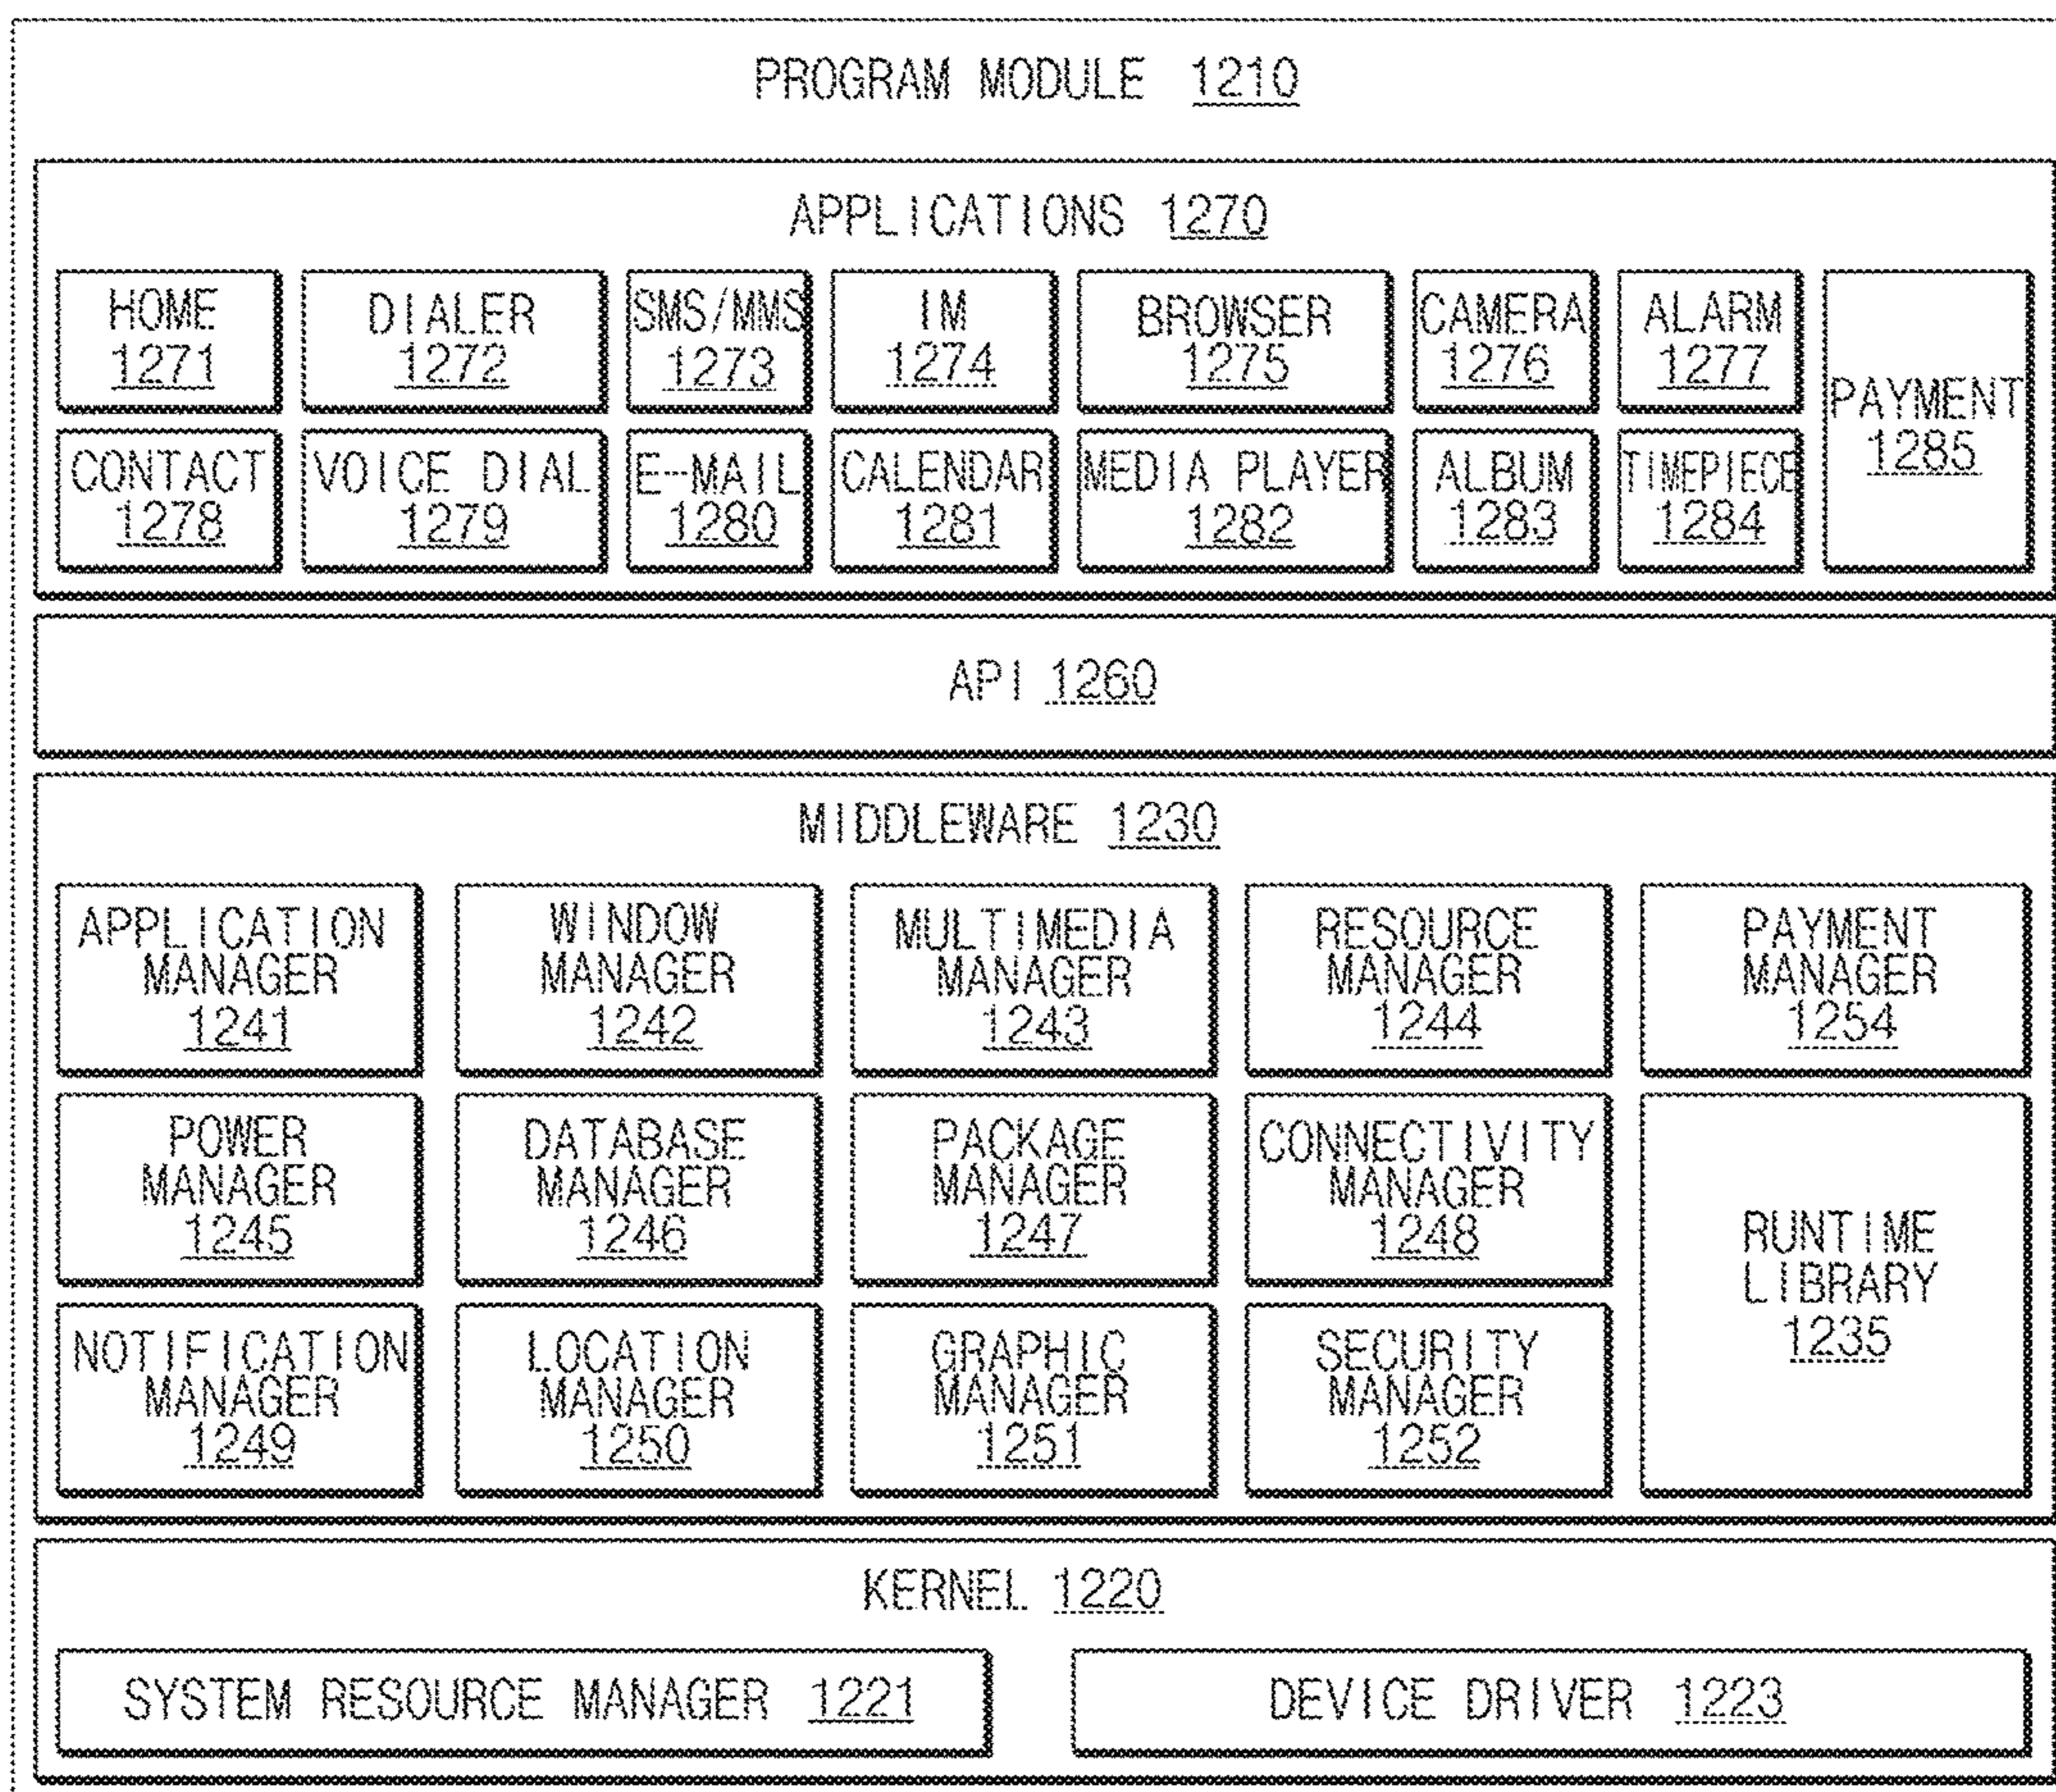 PROGRAM MODULE 1210
APPLICATIONS 1270
HOME
1271
DIALER
1272
SMS/MMS
1273
IM
1274
BROWSER
1275
CAMERA
1276
ALARM
1277
PAYMENT
1285
CONTACT
1278
VOICE DIAL
1279
E-MAIL
1280
CALENDAR
1281
MEDIA PLAYER
1282
ALBUM
1283
TIMEPIECE
1284
API 1260
MIDDLEWARE 1230
APPLICATION
MANAGER
1241
WINDOW
MANAGER
1242
MULTIMEDIA
MANAGER
1243
RESOURCE
MANAGER
1244
PAYMENT
MANAGER
1254
POWER
MANAGER
1245
DATABASE
MANAGER
1246
PACKAGE
MANAGER
1247
CONNECTIVITY
MANAGER
1248
RUNTIME
LIBRARY
1235
NOTIFICATION
MANAGER
1249
LOCATION
MANAGER
1250
GRAPHIC
MANAGER
1251
SECURITY
MANAGER
1252
KERNEL 1220
SYSTEM RESOURCE MANAGER 1221
DEVICE DRIVER 1223